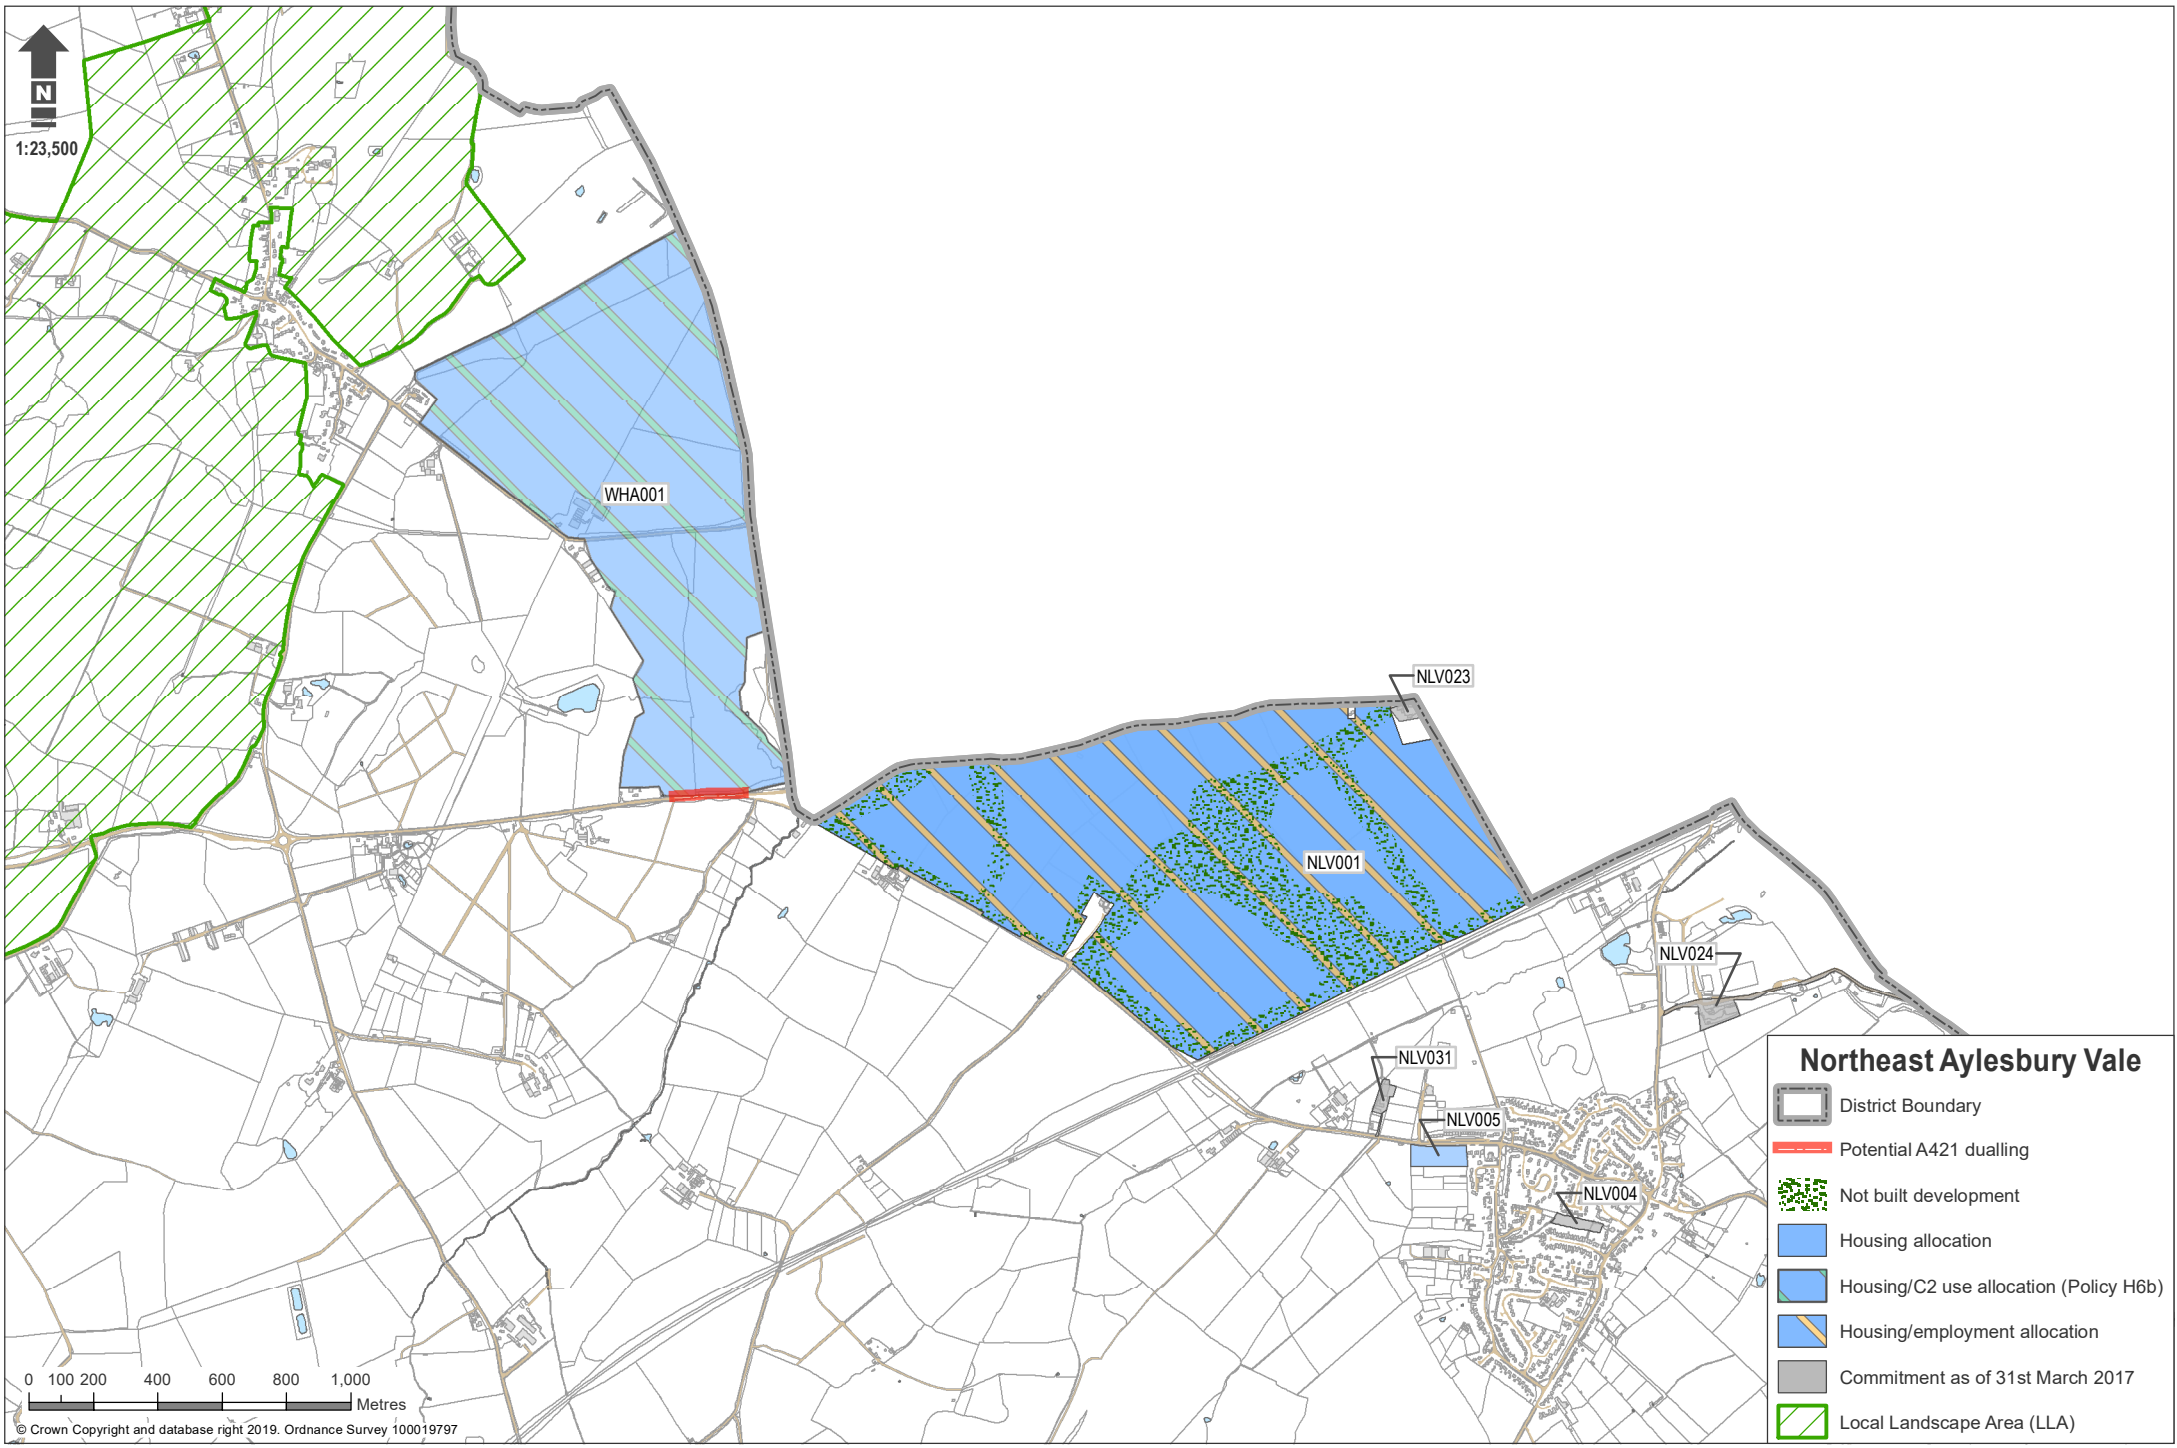 N
1:23,500
WHA001
NLV023
NLV001
NLV024
NLV031
NLV005
NLV004
Northeast Aylesbury Vale
District Boundary
Potential A421 dualling
Not built development
Housing allocation
Housing/C2 use allocation (Policy H6b)
Housing/employment allocation
Commitment as of 31st March 2017
Local Landscape Area (LLA)
0 100 200 400 600 800 1,000
Metres
© Crown Copyright and database right 2019. Ordnance Survey 100019797